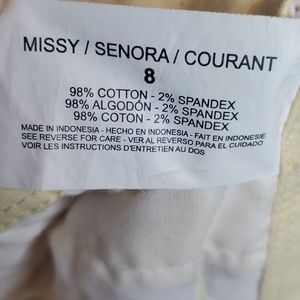 MISSY / SENORA / COURANT
8
98% COTTON - 2% SPANDEX
98% ALGODÓN - 2% SPANDEX
98% COTON - 2% SPANDEX
MADE IN INDONESIA - HECHO EN INDONESIA - FAIT EN INDONESIE
SEE REVERSE FOR CARE - VER AL REVERSO PARA EL CUIDADO
VOIR LES INSTRUCTIONS D'ENTRETIEN AU DOS